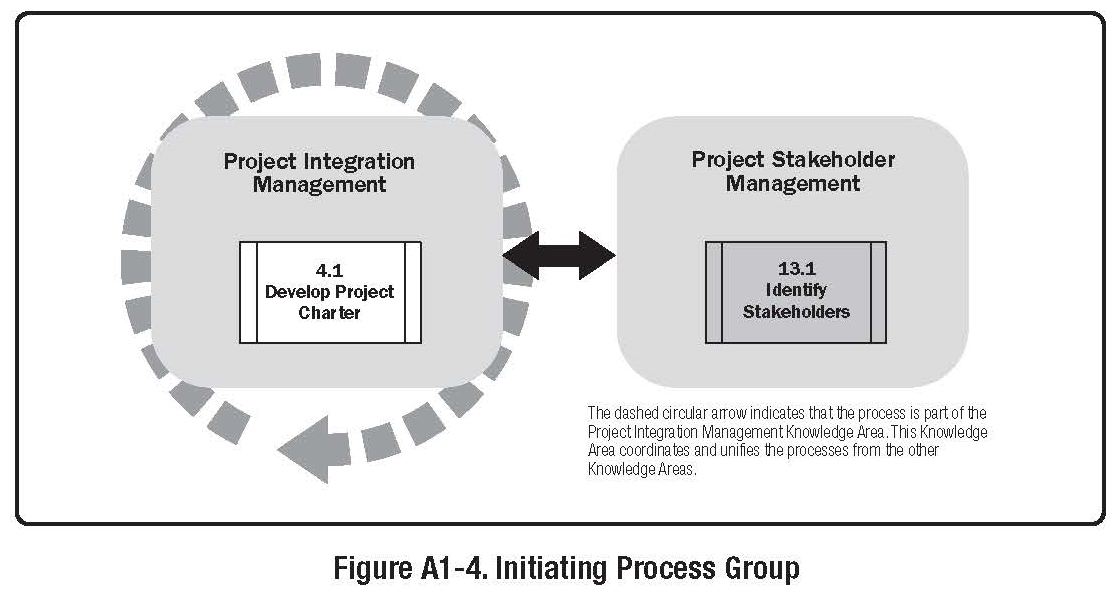 Project Integration
Management
4.1
Develop Project
Charter
Project Stakeholder
Management
13.1
Identify
Stakeholders
The dashed circular arrow indicates that the process is part of the
Project Integration Management Knowledge Area. This Knowledge
Area coordinates and unifies the processes from the other
Knowledge Areas.
Figure A1-4. Initiating Process Group